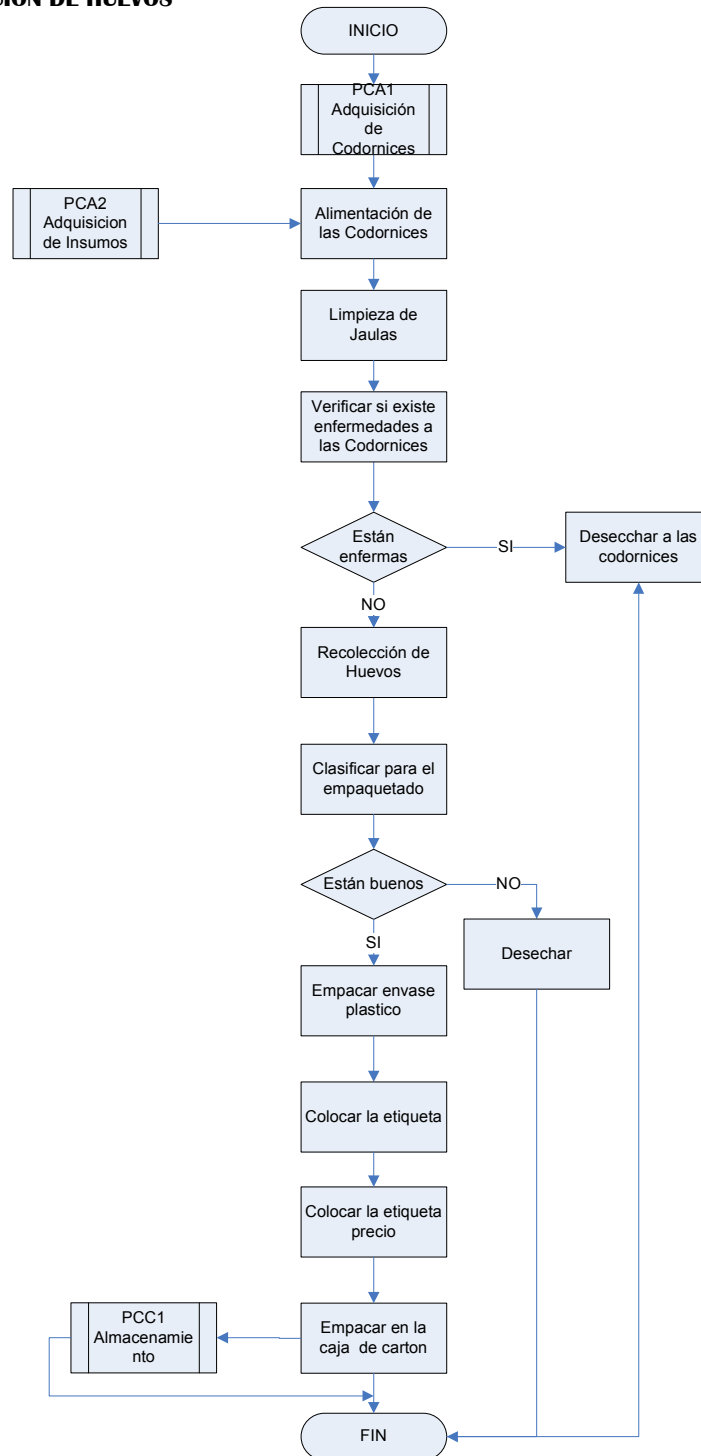 DE HUEVOS
INICIO
PCA1
Adquisición
de
Codornices
PCA2
Adquisicion
de Insumos
Alimentación de
las Codornices
Limpieza de
Jaulas
Verificar si existe
enfermedades a
las Codornices
Están
enfermas
SI
Desecchar a las
codornices
NO
Recolección de
Huevos
Clasificar para el
empaquetado
Están buenos
NO
SI
Desechar
Empacar envase
plastico
Colocar la etiqueta
Colocar la etiqueta
precio
PCC1
Almacenamie
nto
Empacar en la
caja de carton
FIN